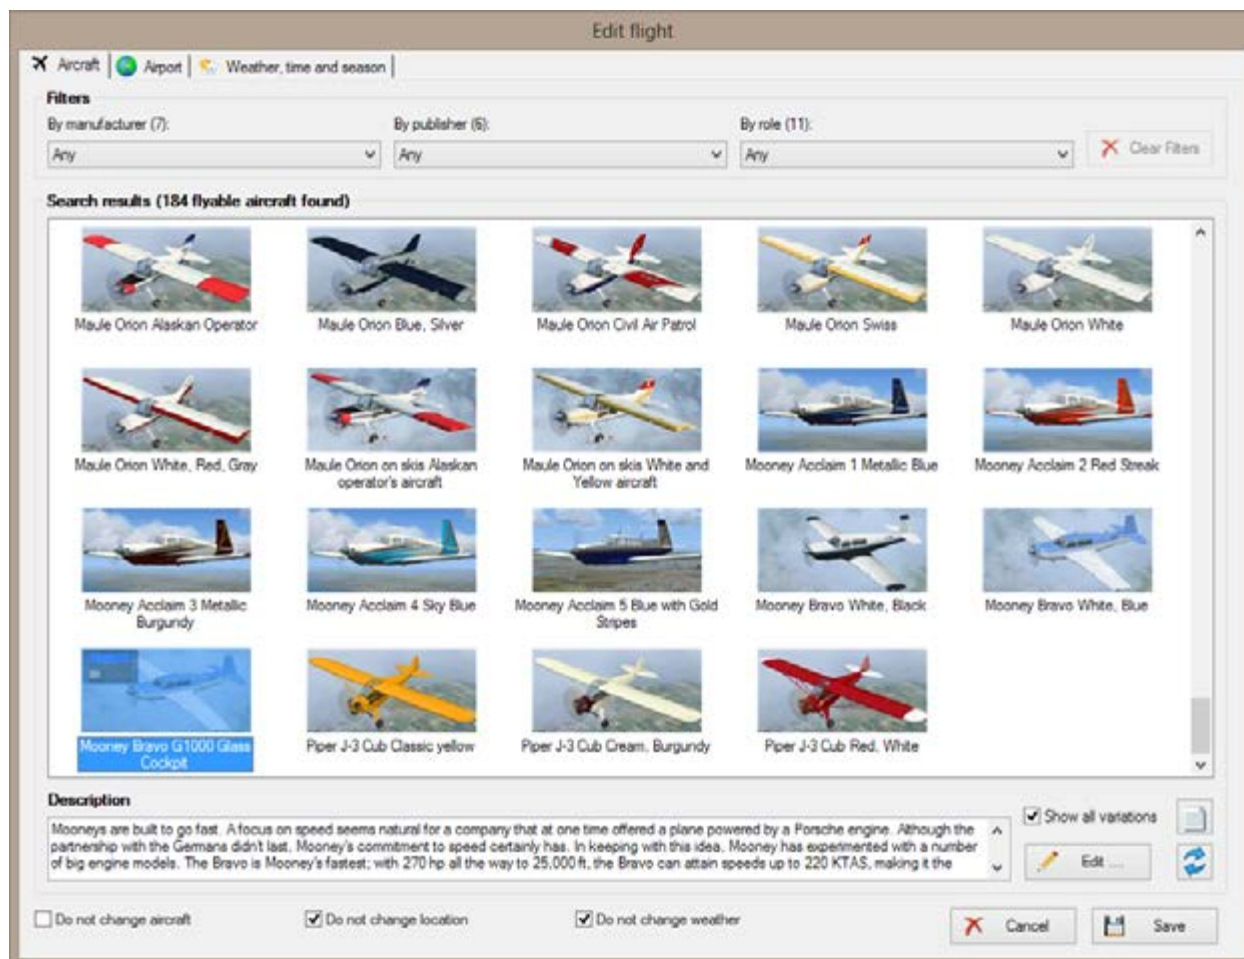 Edit flight
Aircraft
Airport
Weather, time and season
Filters
By manufacturer (7):
By publisher (6):
By role (11):
Any
Any
Any
Clear Filters
Search results (184 flyable aircraft found)
Maule Orion Alaskan Operator
Maule Orion Blue, Silver
Maule Orion Civil Air Patrol
Maule Orion Swiss
Maule Orion White
Maule Orion White, Red, Gray
Maule Orion on skis Alaskan
operator's aircraft
Maule Orion on skis White and
Yellow aircraft
Mooney Acclaim 1 Metallic Blue
Mooney Acclaim 2 Red Streak
Mooney Acclaim 3 Metallic
Burgundy
Mooney Acclaim 4 Sky Blue
Mooney Acclaim 5 Blue with Gold
Stripes
Mooney Bravo White, Black
Mooney Bravo White, Blue
Mooney Bravo G1000 Glass
Cockpit
Piper J-3 Cub Classic yellow
Piper J-3 Cub Cream, Burgundy
Piper J-3 Cub Red, White
Description
Mooneys are built to go fast. A focus on speed seems natural for a company that at one time offered a plane powered by a Porsche engine. Although the
partnership with the Germans didn't last, Mooney's commitment to speed certainly has. In keeping with this idea, Mooney has experimented with a number
of big engine models. The Bravo is Mooney's fastest; with 270 hp all the way to 25,000 ft, the Bravo can attain speeds up to 220 KTAS, making it the
Show all variations
Edit ...
Do not change aircraft
Do not change location
Do not change weather
Cancel
Save